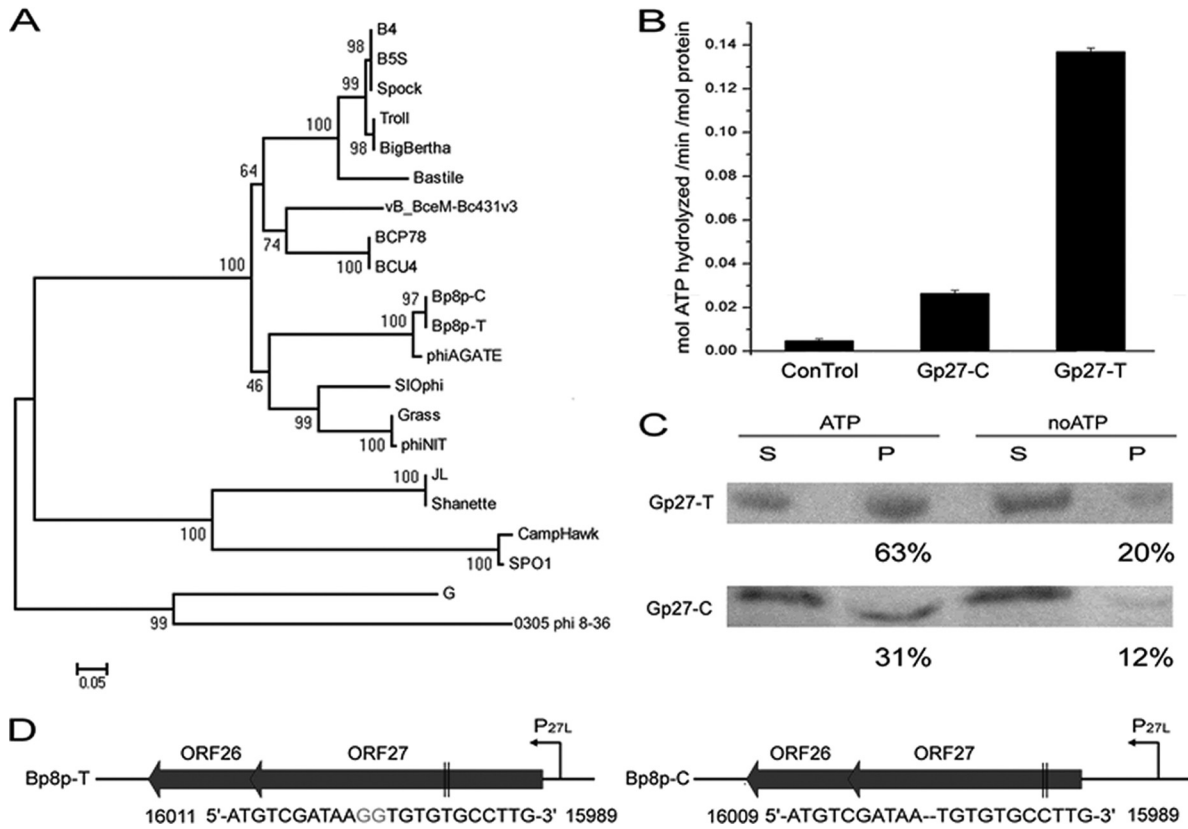 A
B4
98
B5S
99
Spock
Troll
100
98
BigBertha
64
Bastile
vB_BceM-Bc431v3
74
BCP78
100
BCU4
100
97
Bp8p-C
100
Bp8p-T
phiAGATE
46
SIOphi
99
Grass
100
phiNIT
100
JL
Shanette
100
CampHawk
100
SPO1
G
99
0305 phi 8-36
0.05
B
mol ATP hydrolyzed /min /mol protein
0.14
0.12
0.10
0.08
0.06
0.04
0.02
0.00
ConTrol Gp27-C Gp27-T
C
ATP noATP
S P S P
Gp27-T
63% 20%
Gp27-C
31% 12%
D
P27L
ORF26 ORF27
Bp8p-T
16011 5'-ATGTCGATAAGGTGTGTGCCTTG-3' 15989
P27L
ORF26 ORF27
Bp8p-C
16009 5'-ATGTCGATAA--TGTGTGCCTTG-3' 15989